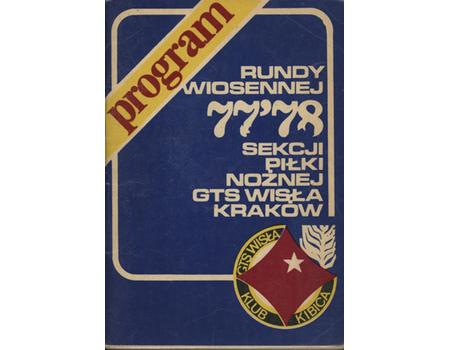 program
RUNDY
WIOSENNEJ
77'78
SEKCJI
PIŁKI
NOŻNEJ
GTS WISŁA
KRAKÓW
GTS WISŁA
KLUB KIBICA